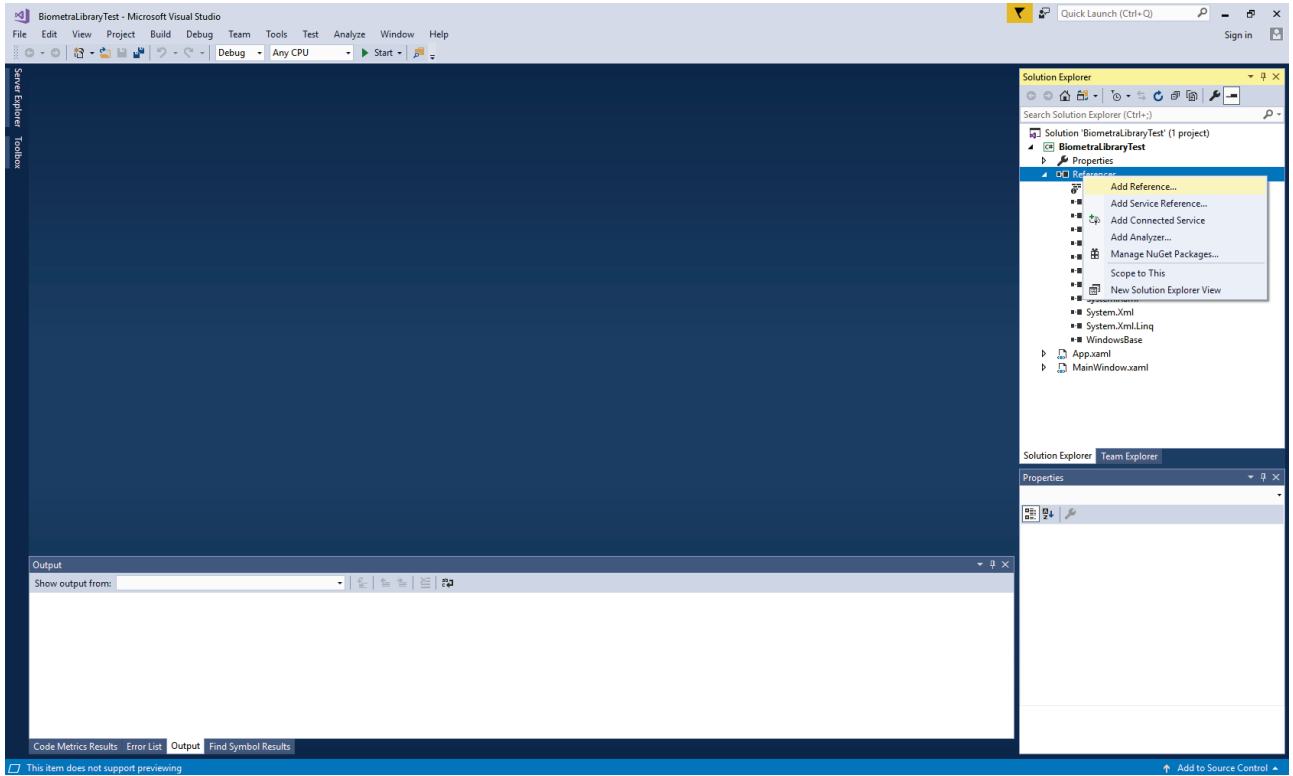 BiometraLibraryTest - Microsoft Visual Studio
Quick Launch (Ctrl+Q)
File Edit View Project Build Debug Team Tools Test Analyze Window Help
Sign in
Debug Any CPU Start
Server Explorer
Toolbox
Solution Explorer
Search Solution Explorer (Ctrl+;)
Solution 'BiometraLibraryTest' (1 project)
C# BiometraLibraryTest
Properties
References
Add Reference...
Add Service Reference...
Add Connected Service
Add Analyzer...
Manage NuGet Packages...
Scope to This
New Solution Explorer View
System.Xml
System.Xml.Linq
WindowsBase
App.xaml
MainWindow.xaml
Solution Explorer Team Explorer
Properties
Output
Show output from:
Code Metrics Results Error List Output Find Symbol Results
This item does not support previewing
Add to Source Control